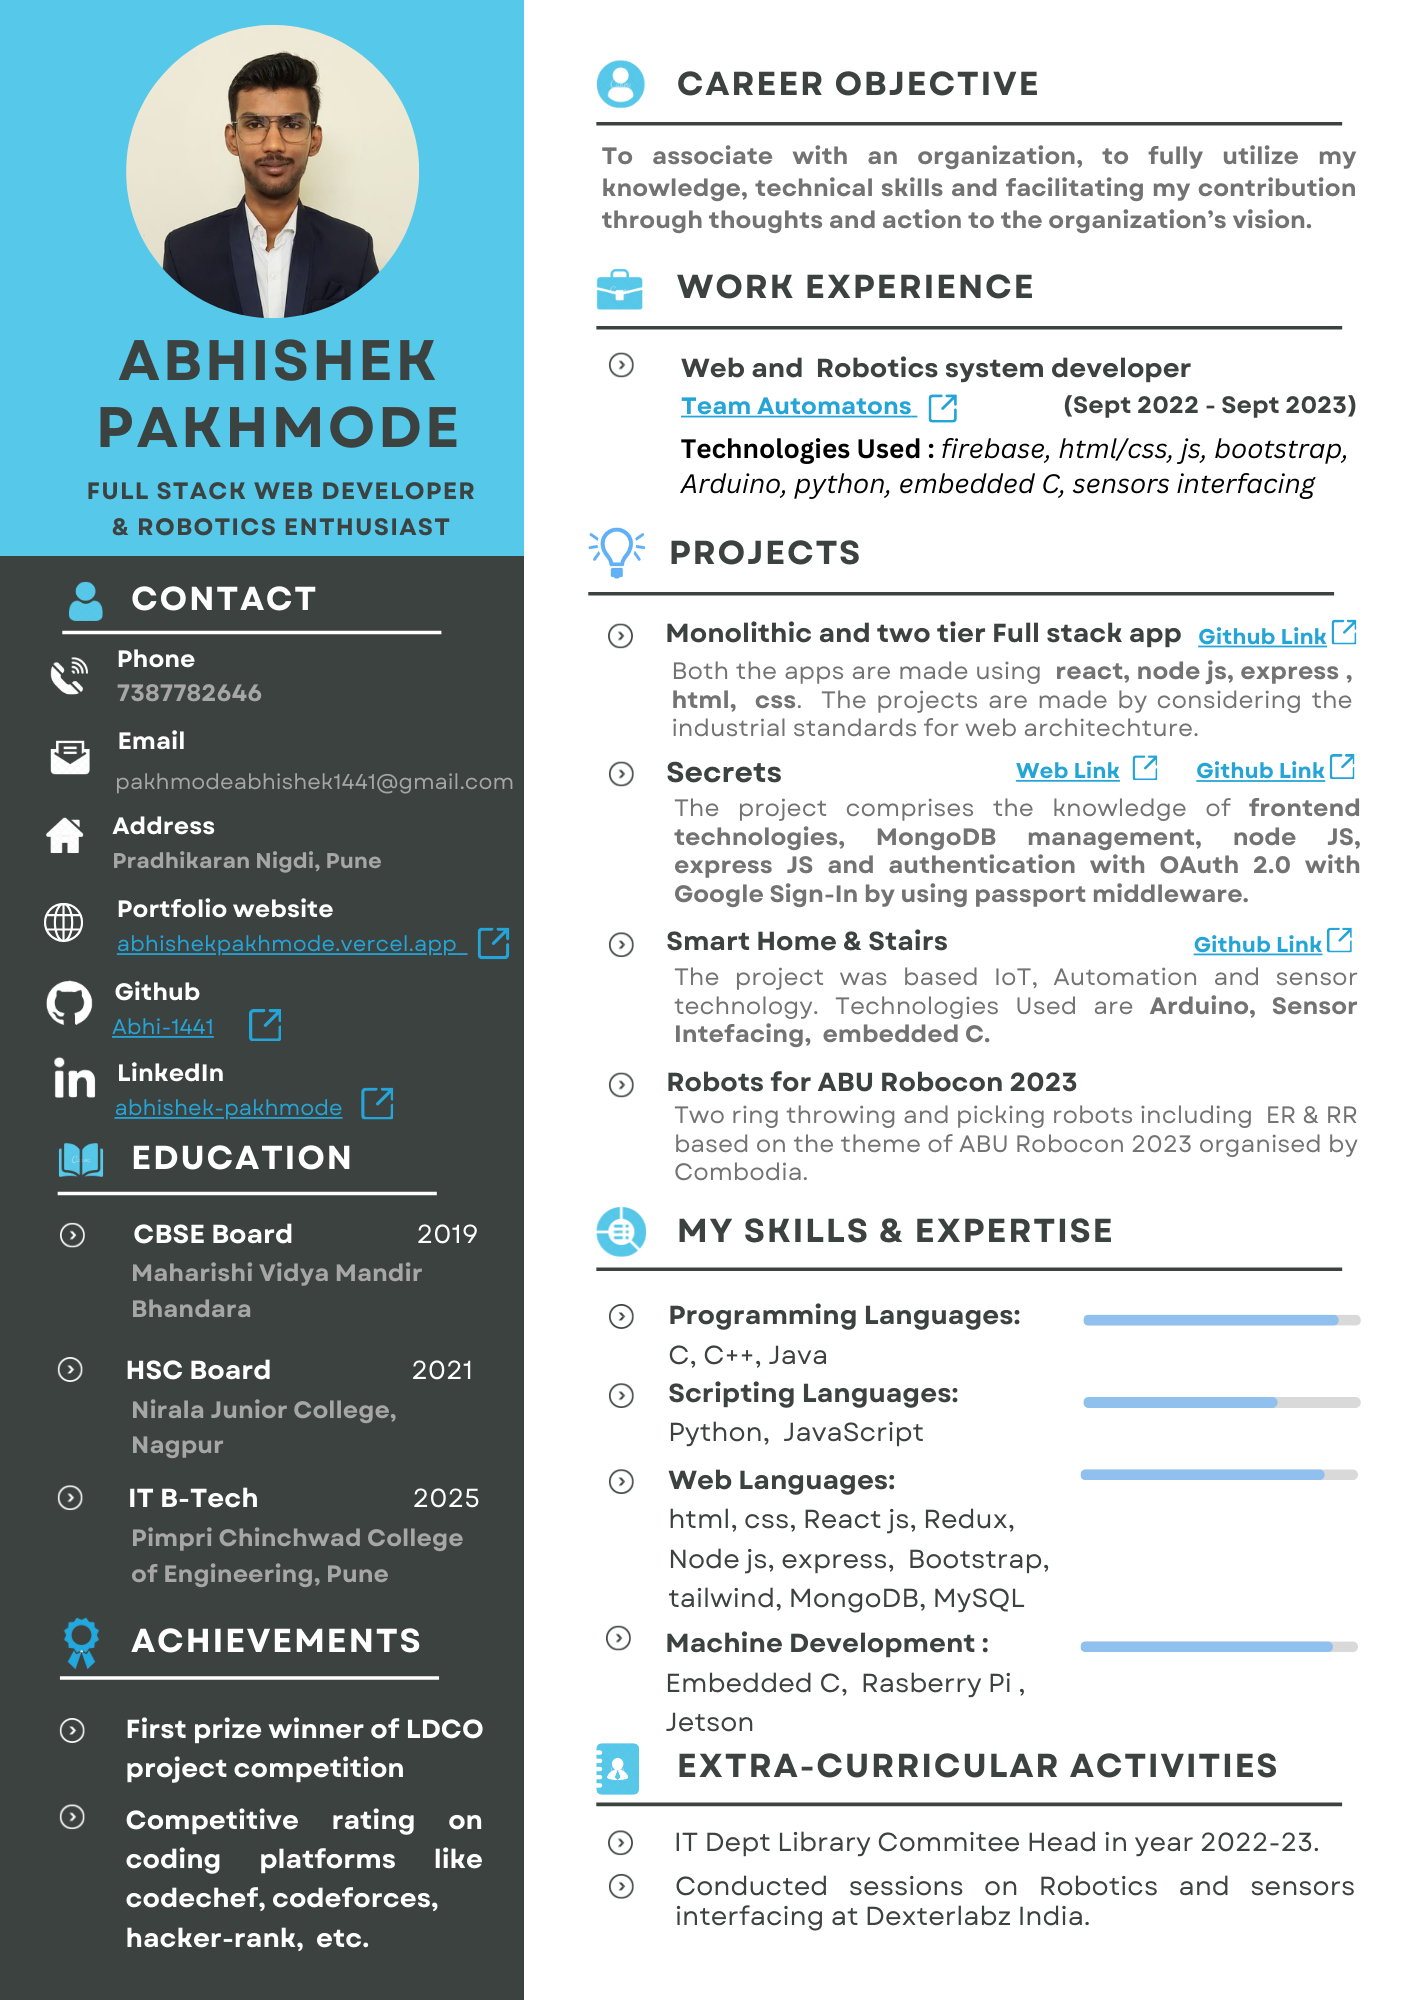 ABHISHEK
PAKHMODE
FULL STACK WEB DEVELOPER
& ROBOTICS ENTHUSIAST
CONTACT
Phone
7387782646
Email
pakhmodeabhishek1441@gmail.com
Address
Pradhikaran Nigdi, Pune
Portfolio website
abhishekpakhmode.vercel.app
Github
Abhi-1441
LinkedIn
abhishek-pakhmode
EDUCATION
CBSE Board 2019
Maharishi Vidya Mandir
Bhandara
HSC Board 2021
Nirala Junior College,
Nagpur
IT B-Tech 2025
Pimpri Chinchwad College
of Engineering, Pune
ACHIEVEMENTS
First prize winner of LDCO
project competition
Competitive rating on
coding platforms like
codechef, codeforces,
hacker-rank, etc.
CAREER OBJECTIVE
To associate with an organization, to fully utilize my
knowledge, technical skills and facilitating my contribution
through thoughts and action to the organization's vision.
WORK EXPERIENCE
Web and Robotics system developer
Team Automatons (Sept 2022 - Sept 2023)
Technologies Used : firebase, html/css, js, bootstrap,
Arduino, python, embedded C, sensors interfacing
PROJECTS
Monolithic and two tier Full stack app Github Link
Both the apps are made using react, node js, express ,
html, css. The projects are made by considering the
industrial standards for web architechture.
Secrets Web Link Github Link
The project comprises the knowledge of frontend
technologies, MongoDB management, node JS,
express JS and authentication with OAuth 2.0 with
Google Sign-In by using passport middleware.
Smart Home & Stairs Github Link
The project was based IoT, Automation and sensor
technology. Technologies Used are Arduino, Sensor
Intefacing, embedded C.
Robots for ABU Robocon 2023
Two ring throwing and picking robots including ER & RR
based on the theme of ABU Robocon 2023 organised by
Combodia.
MY SKILLS & EXPERTISE
Programming Languages:
C, C++, Java
Scripting Languages:
Python, JavaScript
Web Languages:
html, css, React js, Redux,
Node js, express, Bootstrap,
tailwind, MongoDB, MySQL
Machine Development :
Embedded C, Rasberry Pi ,
Jetson
EXTRA-CURRICULAR ACTIVITIES
IT Dept Library Commitee Head in year 2022-23.
Conducted sessions on Robotics and sensors
interfacing at Dexterlabz India.